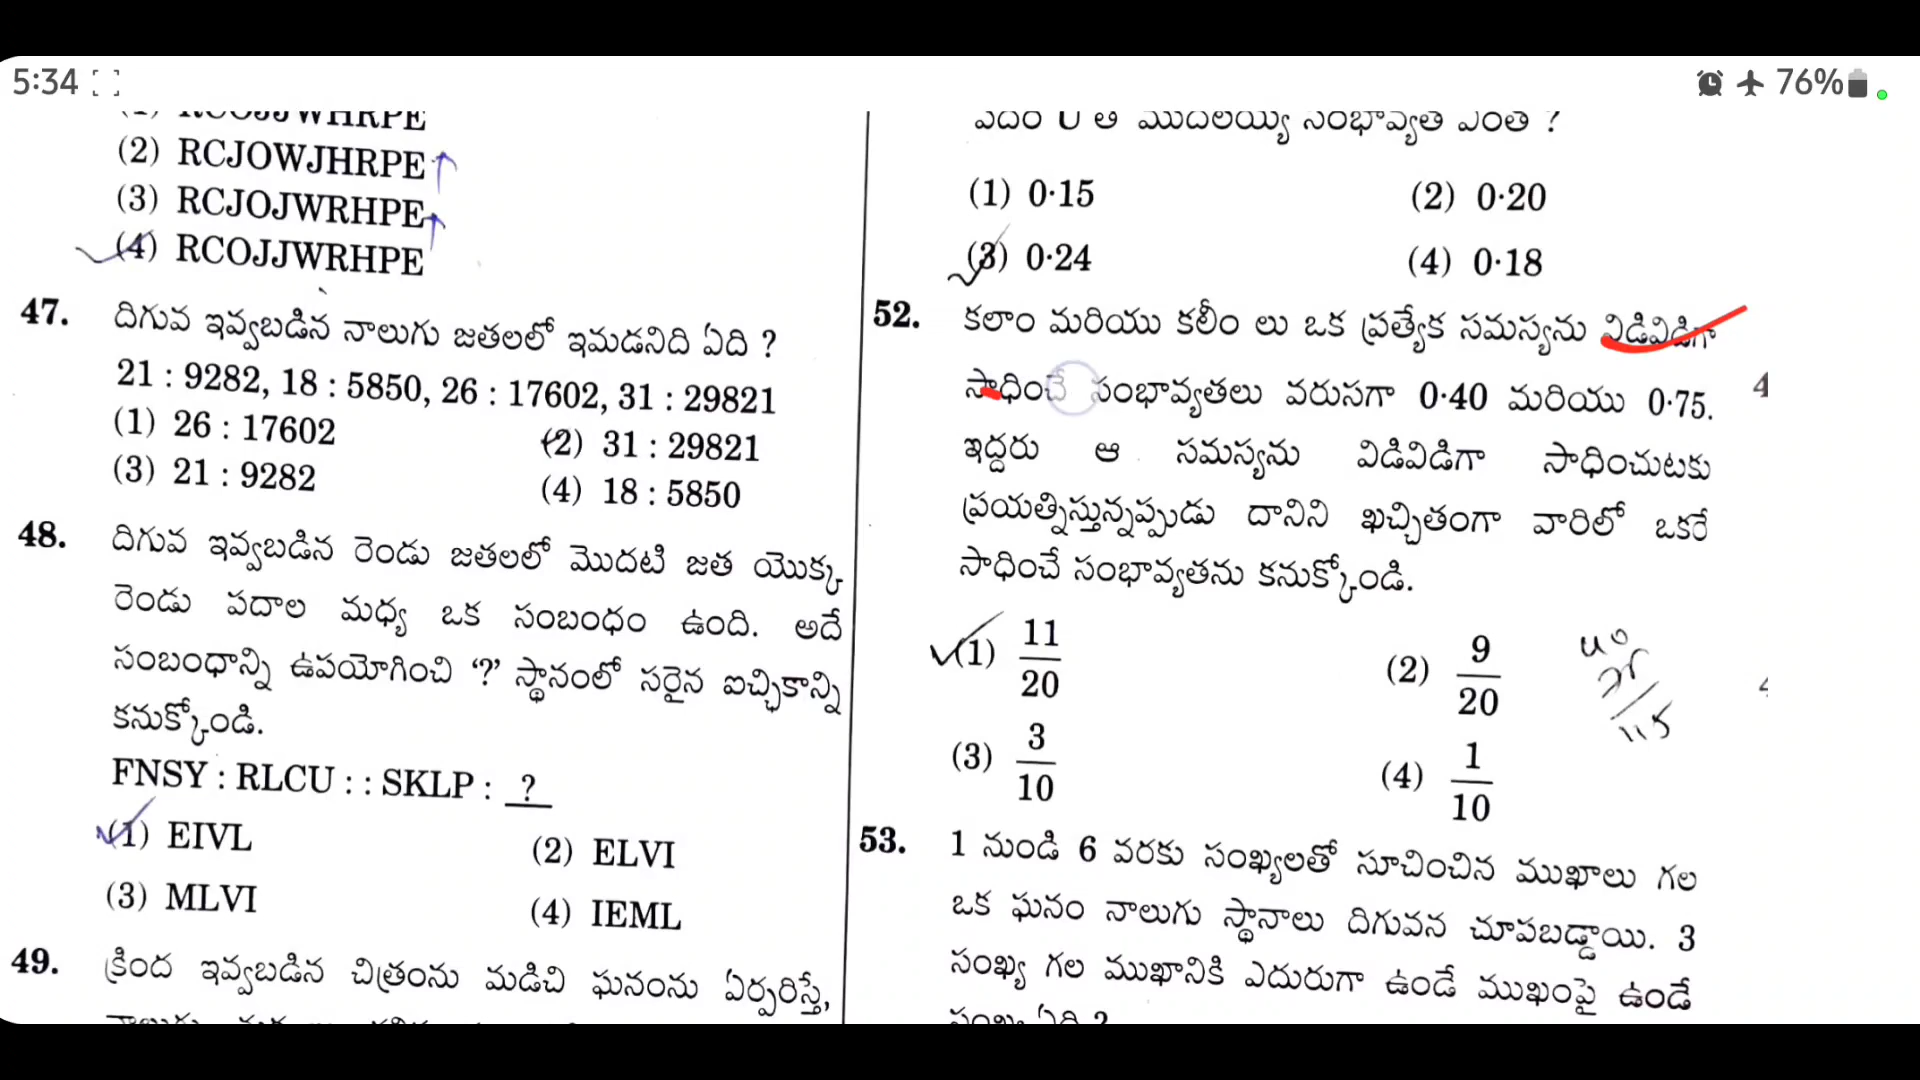 5:34
76%
(2) RCJOWJHRPE
(3) RCJOJWRHPE
(4) RCOJJWRHPE
47. దిగువ ఇవ్వబడిన నాలుగు జతలలో ఇమడనిది ఏది ?
21 : 9282, 18 : 5850, 26 : 17602, 31 : 29821
(1) 26 : 17602 (2) 31 : 29821
(3) 21 : 9282 (4) 18 : 5850
48. దిగువ ఇవ్వబడిన రెండు జతలలో మొదటి జత యొక్క
రెండు పదాల మధ్య ఒక సంబంధం ఉంది. అదే
సంబంధాన్ని ఉపయోగించి ‘?’ స్థానంలో సరైన ఐచ్ఛికాన్ని
కనుక్కోండి.
FNSY : RLCU : : SKLP : ?
(1) EIVL (2) ELVI
(3) MLVI (4) IEML
49. క్రింద ఇవ్వబడిన చిత్రంను మడిచి ఘనంను ఏర్పరిస్తే,
మొదలయ్యే సంభావ్యత ఎంత ?
(1) 0·15 (2) 0·20
(3) 0·24 (4) 0·18
52. కలాం మరియు కలీం లు ఒక ప్రత్యేక సమస్యను విడివిడిగా
సాధించే సంభావ్యతలు వరుసగా 0·40 మరియు 0·75.
ఇద్దరు ఆ సమస్యను విడివిడిగా సాధించుటకు
ప్రయత్నిస్తున్నప్పుడు దానిని ఖచ్చితంగా వారిలో ఒకరే
సాధించే సంభావ్యతను కనుక్కోండి.
(1) 11/20 (2) 9/20
(3) 3/10 (4) 1/10
115
53. 1 నుండి 6 వరకు సంఖ్యలతో సూచించిన ముఖాలు గల
ఒక ఘనం నాలుగు స్థానాలు దిగువన చూపబడ్డాయి. 3
సంఖ్య గల ముఖానికి ఎదురుగా ఉండే ముఖంపై ఉండే